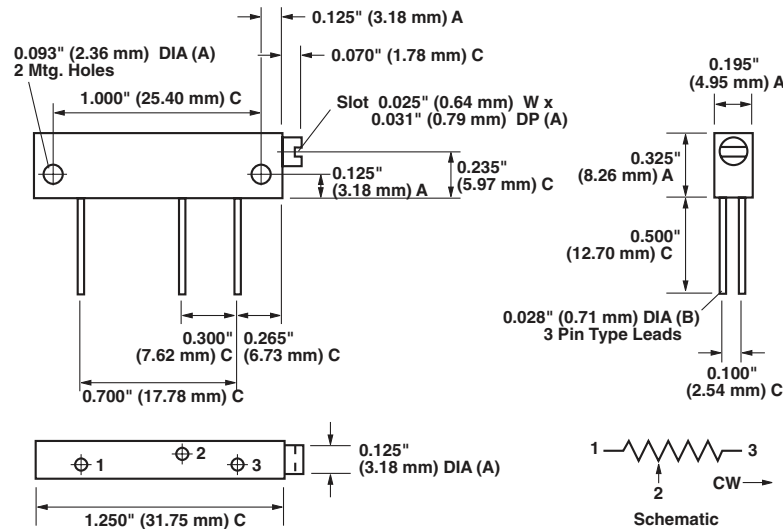 0.125" (3.18 mm) A
0.093" (2.36 mm) DIA (A)
2 Mtg. Holes
0.070" (1.78 mm) C
1.000" (25.40 mm) C
Slot 0.025" (0.64 mm) W x
0.031" (0.79 mm) DP (A)
0.125"
(3.18 mm) A
0.235"
(5.97 mm) C
0.300"
(7.62 mm) C
0.265"
(6.73 mm) C
0.700" (17.78 mm) C
0.195"
(4.95 mm) A
0.325"
(8.26 mm) A
0.500"
(12.70 mm) C
0.028" (0.71 mm) DIA (B)
3 Pin Type Leads
0.100"
(2.54 mm) C
1
2
3
0.125"
(3.18 mm) DIA (A)
1.250" (31.75 mm) C
1
3
2
CW
Schematic